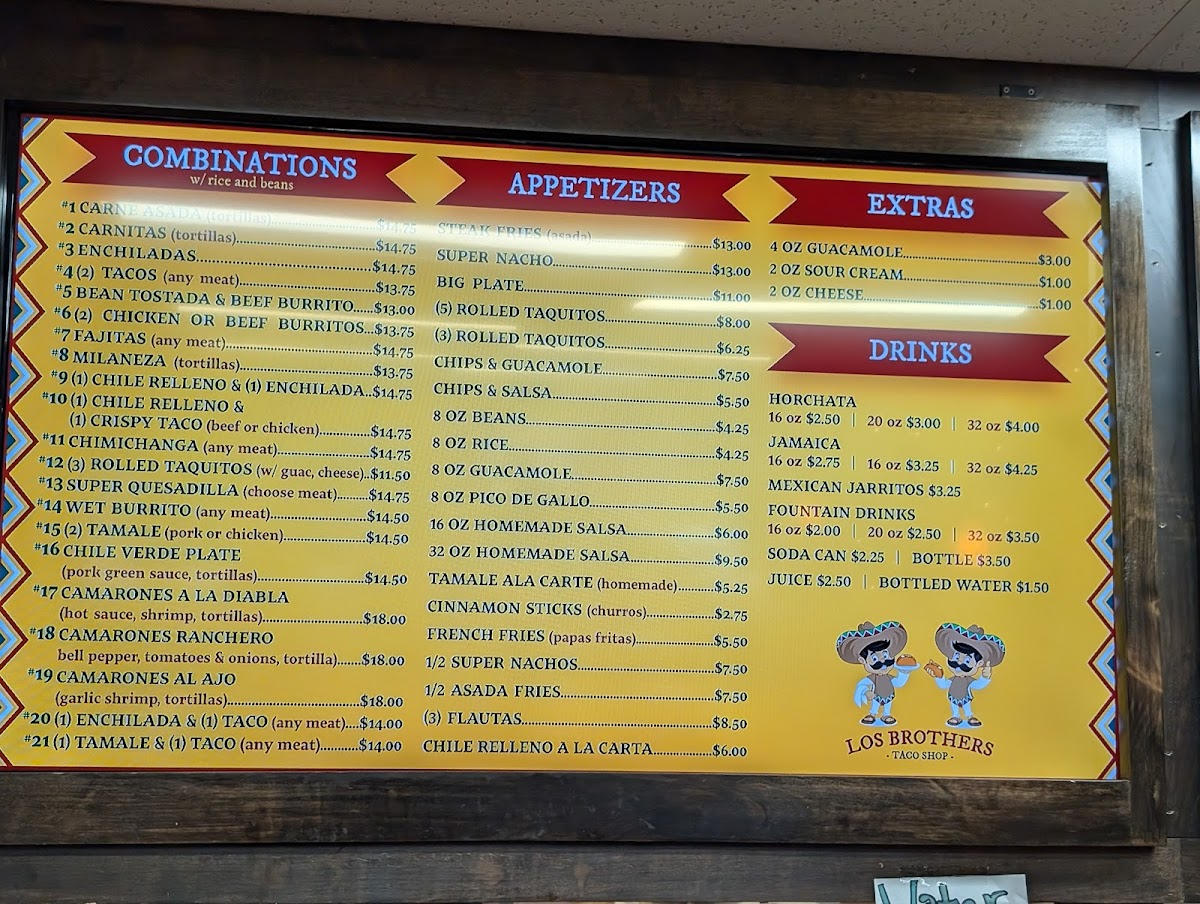 COMBINATIONS
w/ rice and beans
#1 CARNE ASADA (tortillas)..........$14.75
#2 CARNITAS (tortillas)..........$14.75
#3 ENCHILADAS..........$14.75
#4 (2) TACOS (any meat)..........$13.75
#5 BEAN TOSTADA & BEEF BURRITO......$13.00
#6 (2) CHICKEN OR BEEF BURRITOS...$13.75
#7 FAJITAS (any meat)..........$14.75
#8 MILANEZA (tortillas)..........$13.75
#9 (1) CHILE RELLENO & (1) ENCHILADA..$14.75
#10 (1) CHILE RELLENO &
(1) CRISPY TACO (beef or chicken)..........$14.75
#11 CHIMICHANGA (any meat)..........$14.75
#12 (3) ROLLED TAQUITOS (w/ guac, cheese)..$11.50
#13 SUPER QUESADILLA (choose meat)........$14.75
#14 WET BURRITO (any meat)..........$14.50
#15 (2) TAMALE (pork or chicken)..........$14.50
#16 CHILE VERDE PLATE
(pork green sauce, tortillas)..........$14.50
#17 CAMARONES A LA DIABLA
(hot sauce, shrimp, tortillas)..........$18.00
#18 CAMARONES RANCHERO
bell pepper, tomatoes & onions, tortilla)......$18.00
#19 CAMARONES AL AJO
(garlic shrimp, tortillas)..........$18.00
#20 (1) ENCHILADA & (1) TACO (any meat)....$14.00
#21 (1) TAMALE & (1) TACO (any meat)..........$14.00
APPETIZERS
STEAK FRIES (asada)..........$13.00
SUPER NACHO..........$13.00
BIG PLATE..........$11.00
(5) ROLLED TAQUITOS..........$8.00
(3) ROLLED TAQUITOS..........$6.25
CHIPS & GUACAMOLE..........$7.50
CHIPS & SALSA..........$5.50
8 OZ BEANS..........$4.25
8 OZ RICE..........$4.25
8 OZ GUACAMOLE..........$7.50
8 OZ PICO DE GALLO..........$5.50
16 OZ HOMEMADE SALSA..........$6.00
32 OZ HOMEMADE SALSA..........$9.50
TAMALE ALA CARTE (homemade)..........$5.25
CINNAMON STICKS (churros)..........$2.75
FRENCH FRIES (papas fritas)..........$5.50
1/2 SUPER NACHOS..........$7.50
1/2 ASADA FRIES..........$7.50
(3) FLAUTAS..........$8.50
CHILE RELLENO A LA CARTA..........$6.00
EXTRAS
4 OZ GUACAMOLE..........$3.00
2 OZ SOUR CREAM..........$1.00
2 OZ CHEESE..........$1.00
DRINKS
HORCHATA
16 oz $2.50 | 20 oz $3.00 | 32 oz $4.00
JAMAICA
16 oz $2.75 | 16 oz $3.25 | 32 oz $4.25
MEXICAN JARRITOS $3.25
FOUNTAIN DRINKS
16 oz $2.00 | 20 oz $2.50 | 32 oz $3.50
SODA CAN $2.25 | BOTTLE $3.50
JUICE $2.50 | BOTTLED WATER $1.50
LOS BROTHERS
- TACO SHOP -
Water